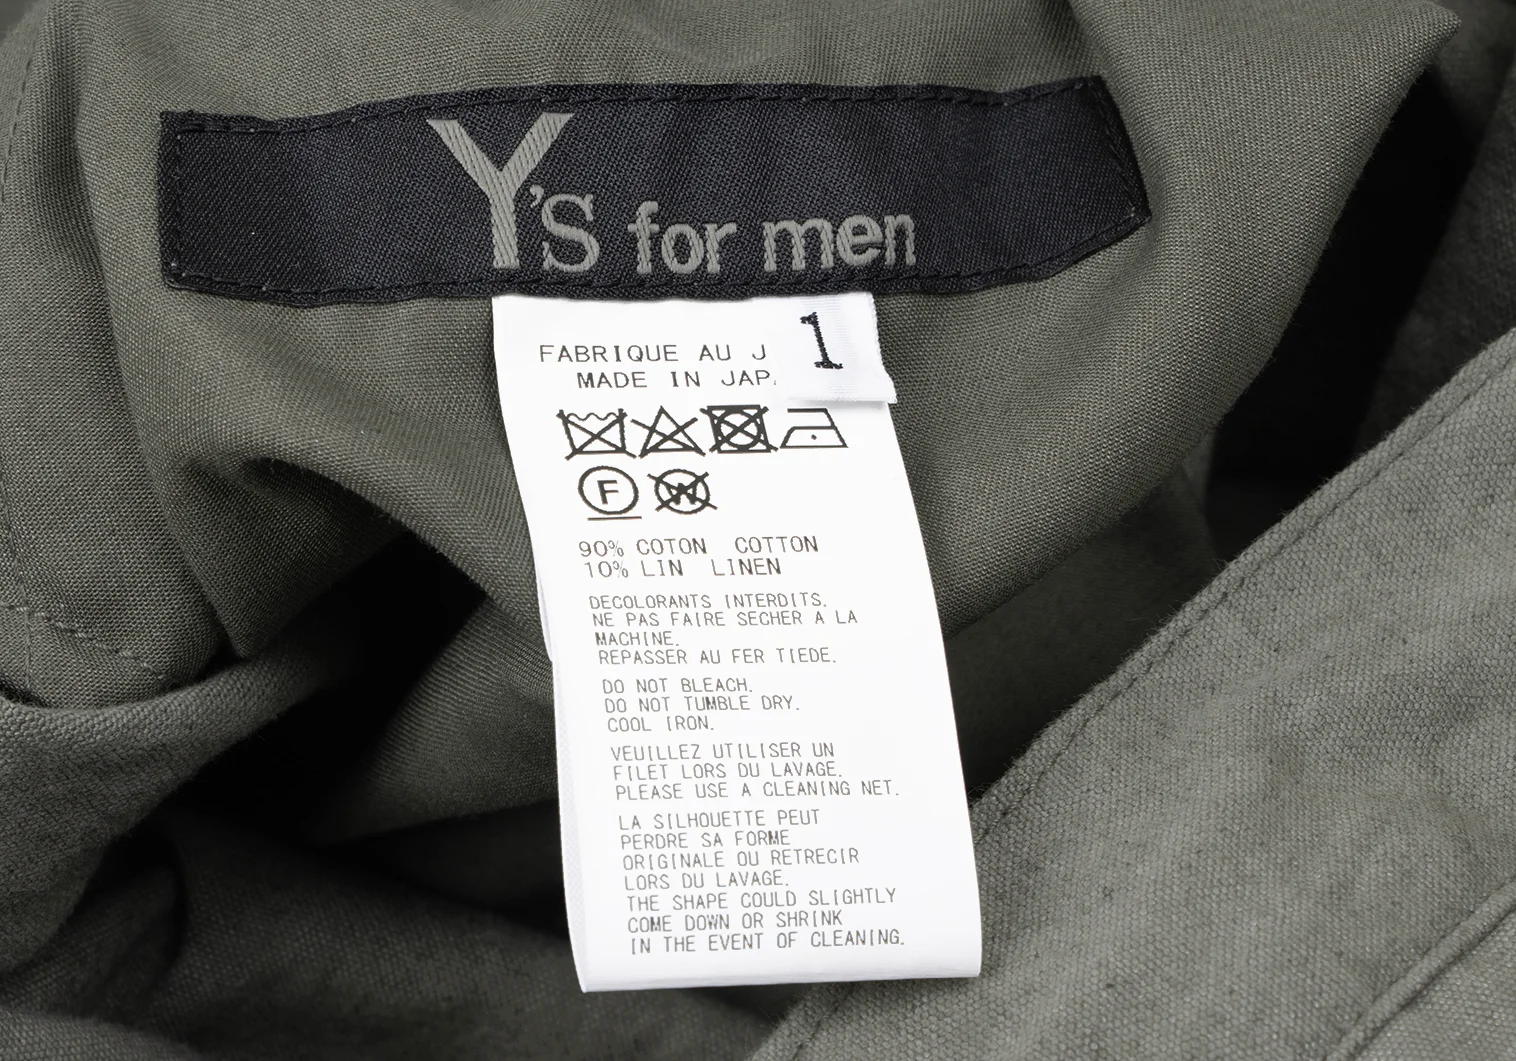 Y's for men
1
FABRIQUE AU J
MADE IN JAP
F
W
90% COTON COTTON
10% LIN LINEN
DECOLORANTS INTERDITS.
NE PAS FAIRE SECHER A LA
MACHINE.
REPASSER AU FER TIEDE.
DO NOT BLEACH.
DO NOT TUMBLE DRY.
COOL IRON.
VEUILLEZ UTILISER UN
FILET LORS DU LAVAGE.
PLEASE USE A CLEANING NET.
LA SILHOUETTE PEUT
PERDRE SA FORME
ORIGINALE OU RETRECIR
LORS DU LAVAGE.
THE SHAPE COULD SLIGHTLY
COME DOWN OR SHRINK
IN THE EVENT OF CLEANING.